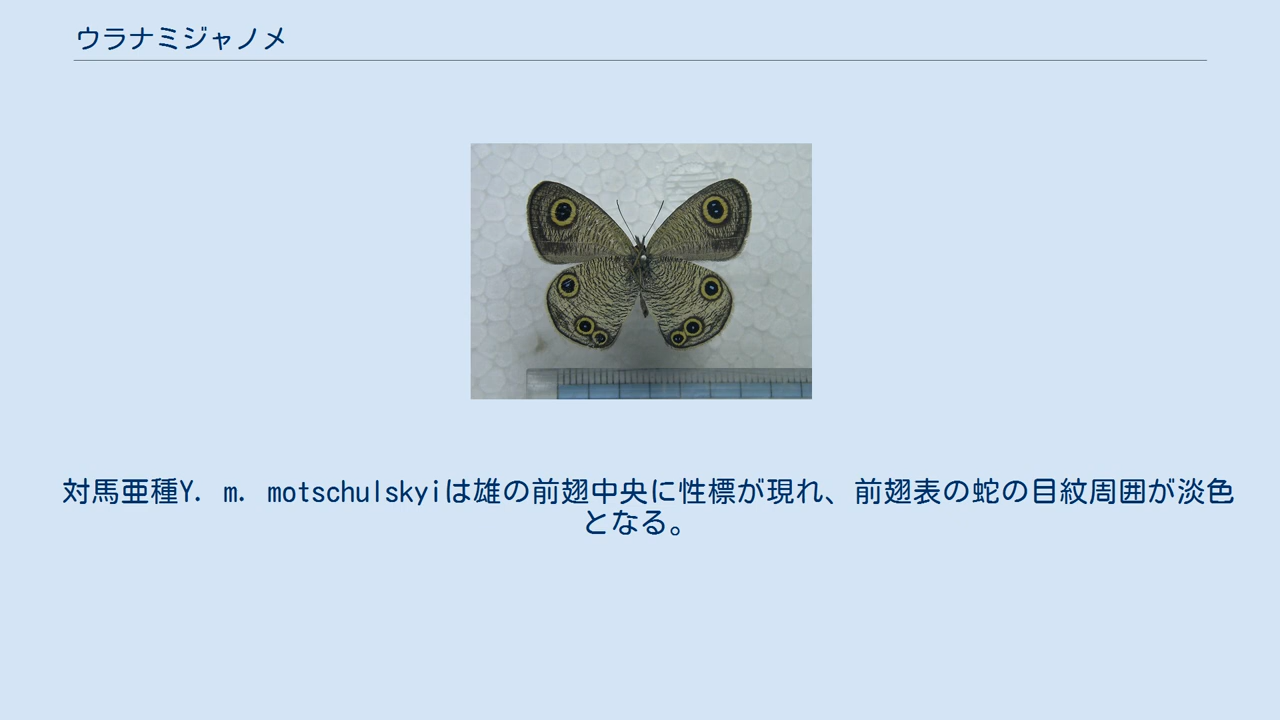 ウラナミジャノメ
対馬亜種Y. m. motschulskyiは雄の前翅中央に性標が現れ、前翅表の蛇の目紋周囲が淡色
となる。